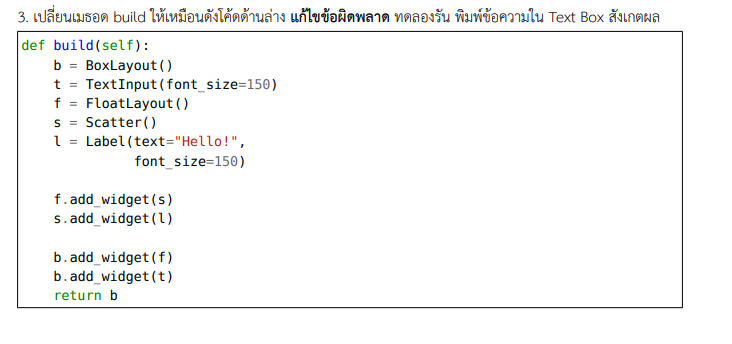 3. เปลี่ยนเมธอด build ให้เหมือนดังโค้ดด้านล่าง แก้ไขข้อผิดพลาด ทดลองรัน พิมพ์ข้อความใน Text Box สังเกตผล
def build(self):
    b = BoxLayout()
    t = TextInput(font_size=150)
    f = FloatLayout()
    s = Scatter()
    l = Label(text="Hello!",
              font_size=150)
    f.add_widget(s)
    s.add_widget(l)
    b.add_widget(f)
    b.add_widget(t)
    return b